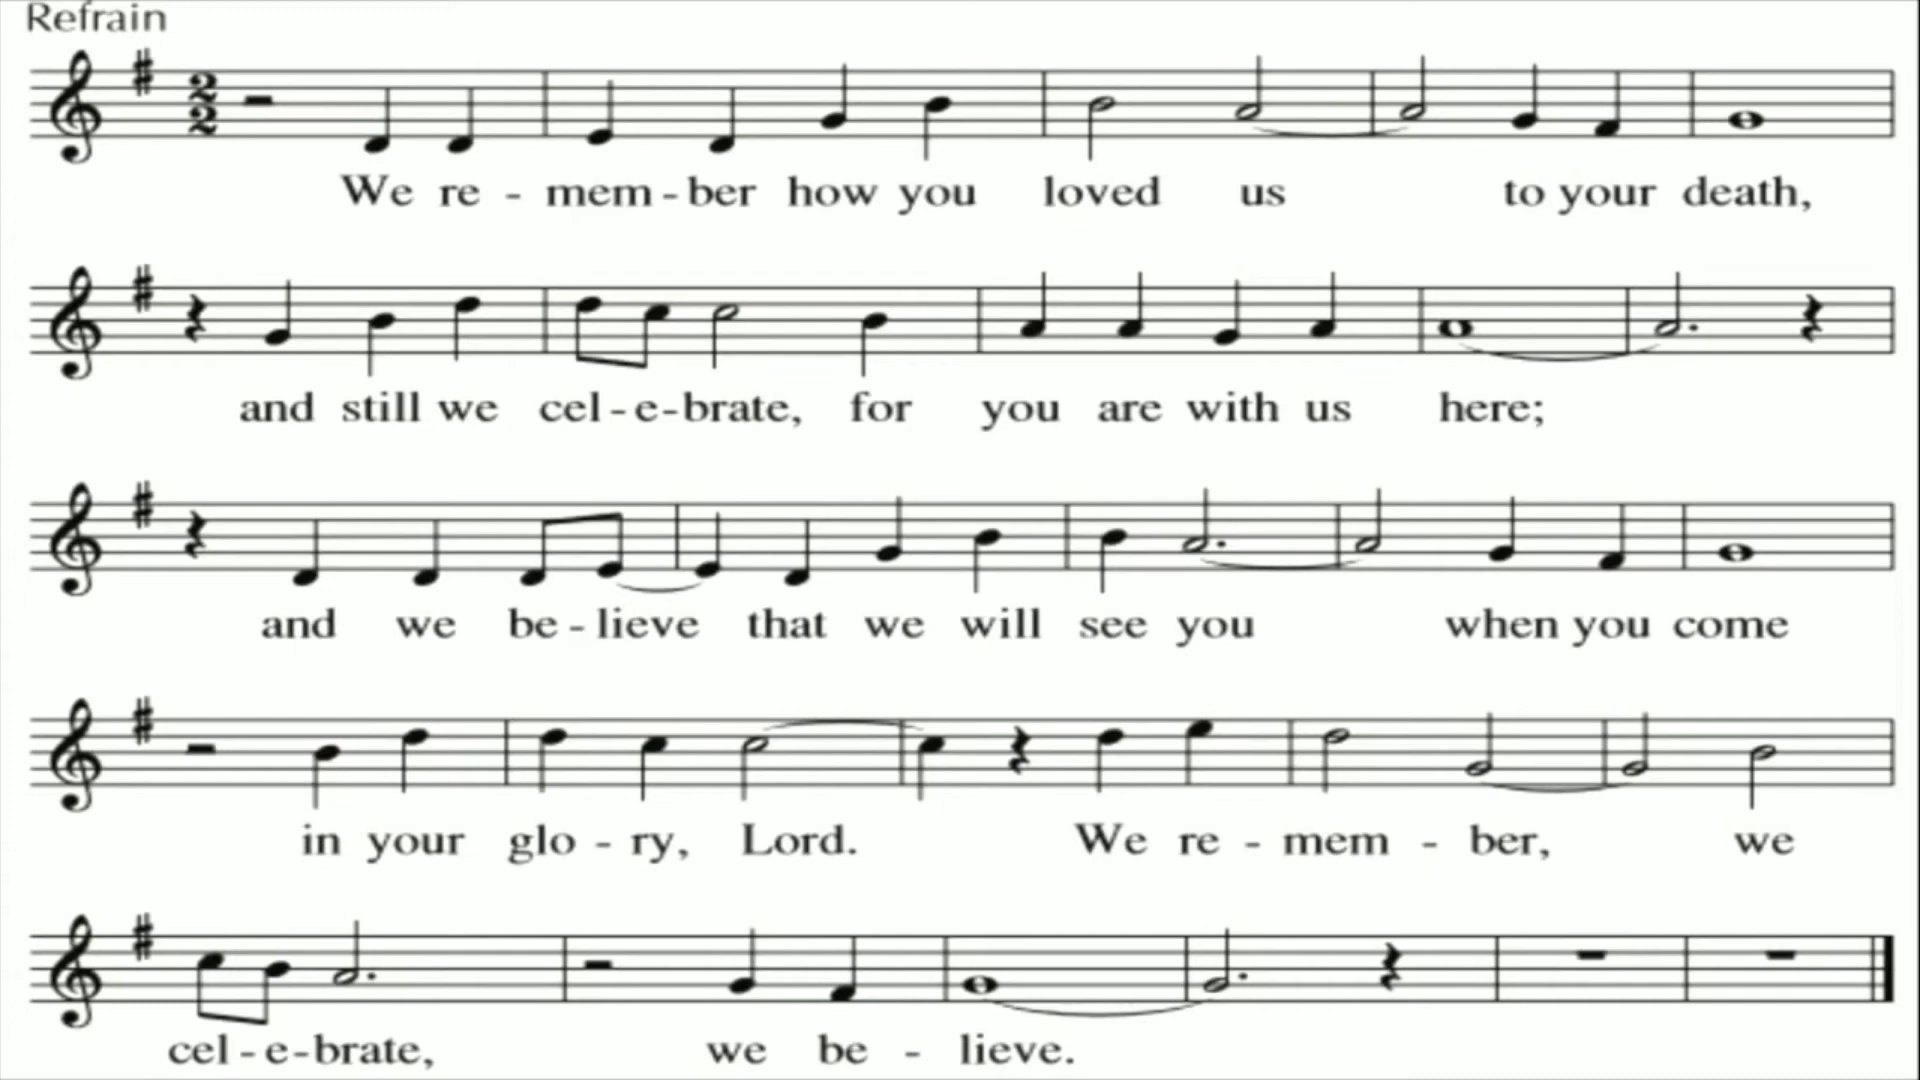 Refrain
We re - mem - ber how you loved us to your death,
and still we cel - e - brate, for you are with us here;
and we be - lieve that we will see you when you come
in your glo - ry, Lord. We re - mem - ber, we
cel - e - brate, we be - lieve.